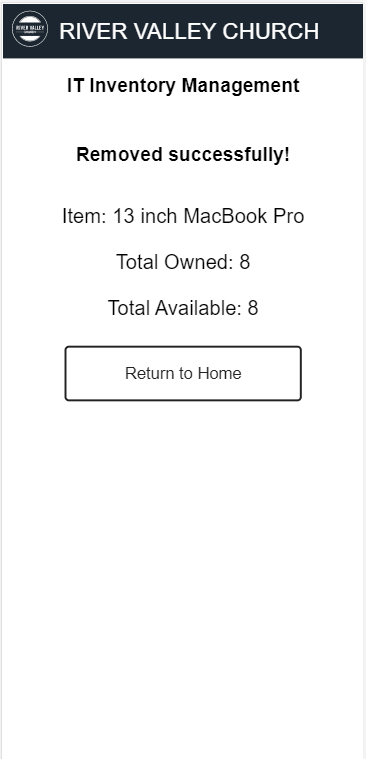 RIVER VALLEY
CHURCH
RIVER VALLEY CHURCH
IT Inventory Management
Removed successfully!
Item: 13 inch MacBook Pro
Total Owned: 8
Total Available: 8
Return to Home